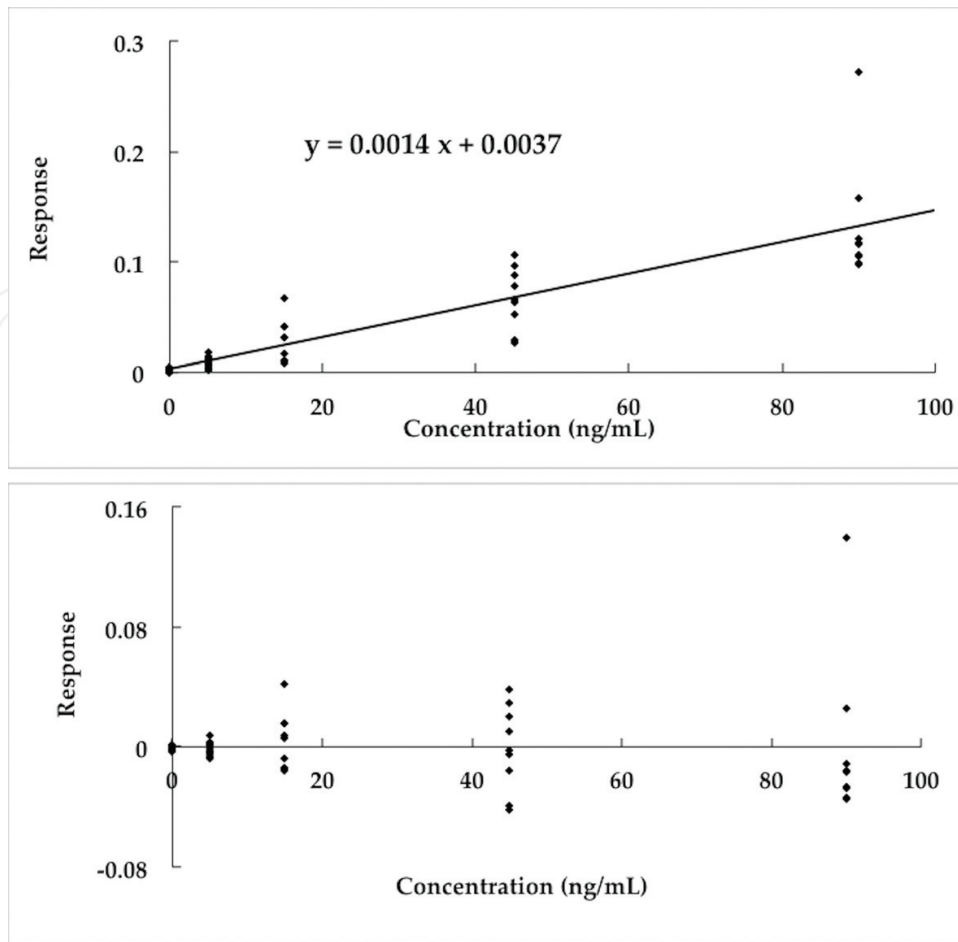 0.3
0.2
0.1
0
Response
y = 0.0014 x + 0.0037
0 20 40 60 80 100
Concentration (ng/mL)
0.16
0.08
0
-0.08
Response
0 20 40 60 80 100
Concentration (ng/mL)